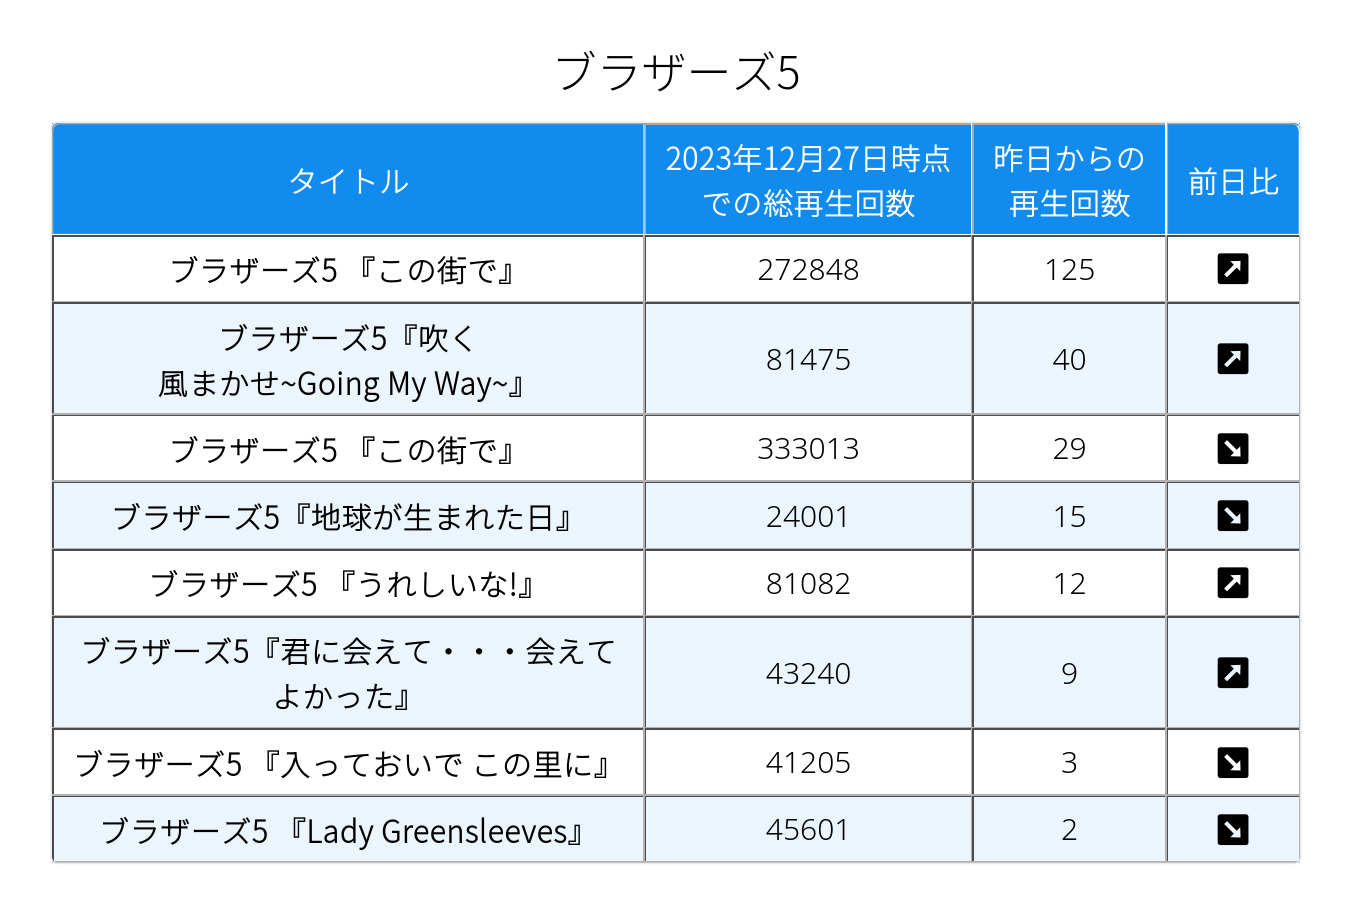 ブラザーズ5
タイトル
2023年12月27日時点
での総再生回数
昨日からの
再生回数
前日比
ブラザーズ5 『この街で』
272848
125
ブラザーズ5『吹く
風まかせ~Going My Way~』
81475
40
ブラザーズ5 『この街で』
333013
29
ブラザーズ5『地球が生まれた日』
24001
15
ブラザーズ5 『うれしいな!』
81082
12
ブラザーズ5『君に会えて・・・会えて
よかった』
43240
9
ブラザーズ5 『入っておいで この里に』
41205
3
ブラザーズ5 『Lady Greensleeves』
45601
2